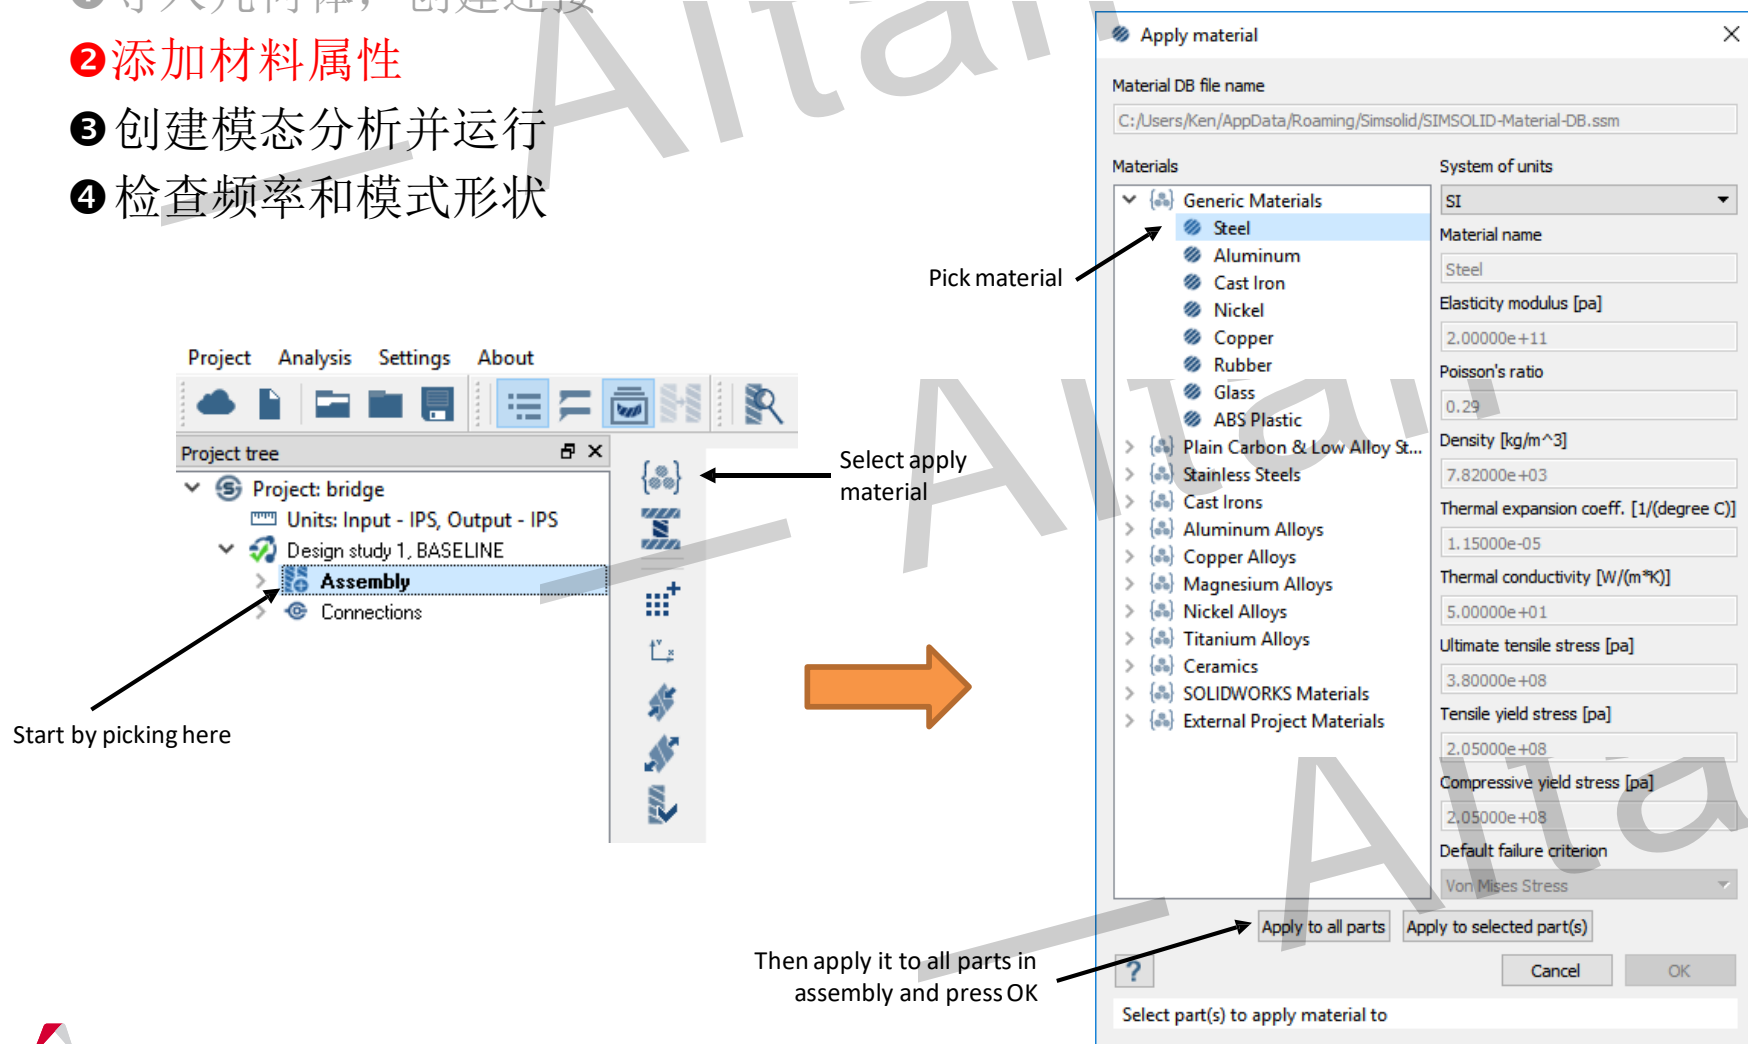 ❶导入几何体，创建连接
❷添加材料属性
❸创建模态分析并运行
❹检查频率和模式形状
Project Analysis Settings About
Project tree
Project: bridge
Units: Input - IPS, Output - IPS
Design study 1, BASELINE
Assembly
Connections
Start by picking here
Select apply
material
Pick material
Then apply it to all parts in
assembly and press OK
Apply material
Material DB file name
C:/Users/Ken/AppData/Roaming/Simsolid/SIMSOLID-Material-DB.ssm
Materials
Generic Materials
Steel
Aluminum
Cast Iron
Nickel
Copper
Rubber
Glass
ABS Plastic
Plain Carbon & Low Alloy St...
Stainless Steels
Cast Irons
Aluminum Alloys
Copper Alloys
Magnesium Alloys
Nickel Alloys
Titanium Alloys
Ceramics
SOLIDWORKS Materials
External Project Materials
System of units
SI
Material name
Steel
Elasticity modulus [pa]
2.00000e+11
Poisson's ratio
0.29
Density [kg/m^3]
7.82000e+03
Thermal expansion coeff. [1/(degree C)]
1.15000e-05
Thermal conductivity [W/(m*K)]
5.00000e+01
Ultimate tensile stress [pa]
3.80000e+08
Tensile yield stress [pa]
2.05000e+08
Compressive yield stress [pa]
2.05000e+08
Default failure criterion
Von Mises Stress
Apply to all parts Apply to selected part(s)
? Cancel OK
Select part(s) to apply material to